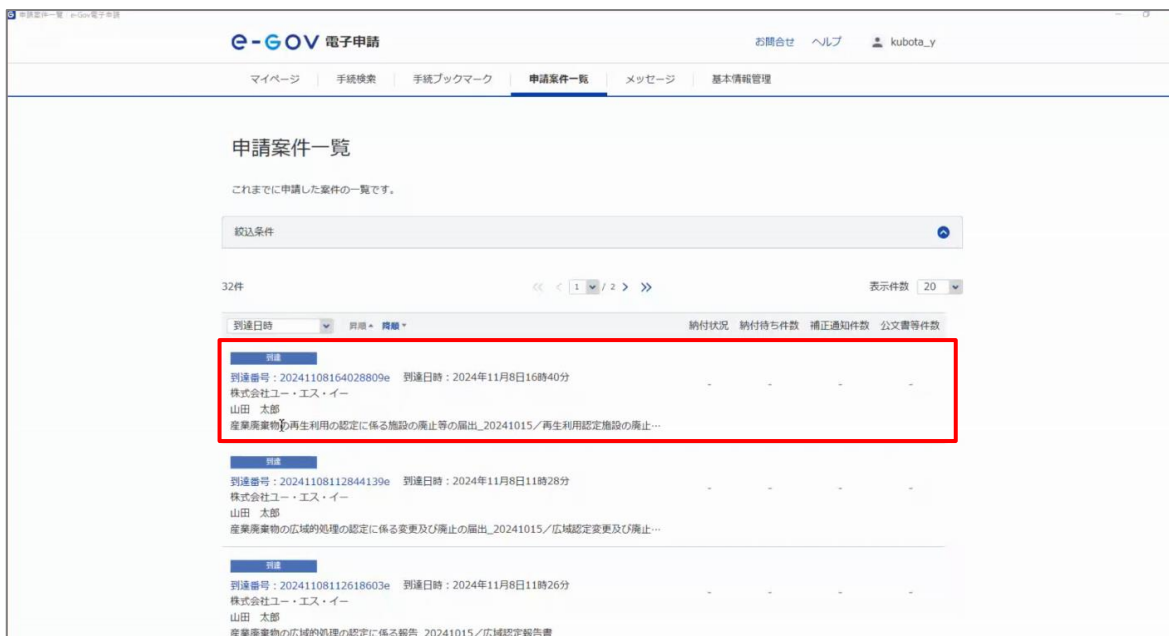 申請案件一覧 | e-Gov電子申請
e-GOV 電子申請 お問合せ ヘルプ kubota_y
マイページ 手続検索 手続ブックマーク 申請案件一覧 メッセージ 基本情報管理
申請案件一覧
これまでに申請した案件の一覧です。
絞込条件
32件 1 / 2 表示件数 20
到達日時 昇順 降順 納付状況 納付待ち件数 補正通知件数 公文書等件数
到達
到達番号：20241108164028809e 到達日時：2024年11月8日16時40分 - - - -
株式会社ユー・エス・イー
山田 太郎
産業廃棄物の再生利用の認定に係る施設の廃止等の届出_20241015／再生利用認定施設の廃止…
到達
到達番号：20241108112844139e 到達日時：2024年11月8日11時28分 - - - -
株式会社ユー・エス・イー
山田 太郎
産業廃棄物の広域的処理の認定に係る変更及び廃止の届出_20241015／広域認定変更及び廃止…
到達
到達番号：20241108112618603e 到達日時：2024年11月8日11時26分 - - - -
株式会社ユー・エス・イー
山田 太郎
産業廃棄物の広域的処理の認定に係る報告_20241015／広域認定報告書